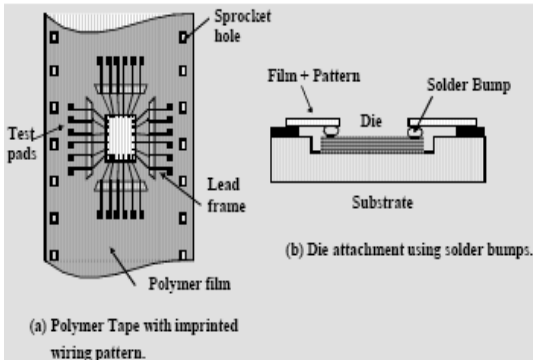 Sprocket
hole
Film + Pattern
Solder Bump
Die
Test
pads
Lead
frame
Substrate
(b) Die attachment using solder bumps.
Polymer film
(a) Polymer Tape with imprinted
wiring pattern.